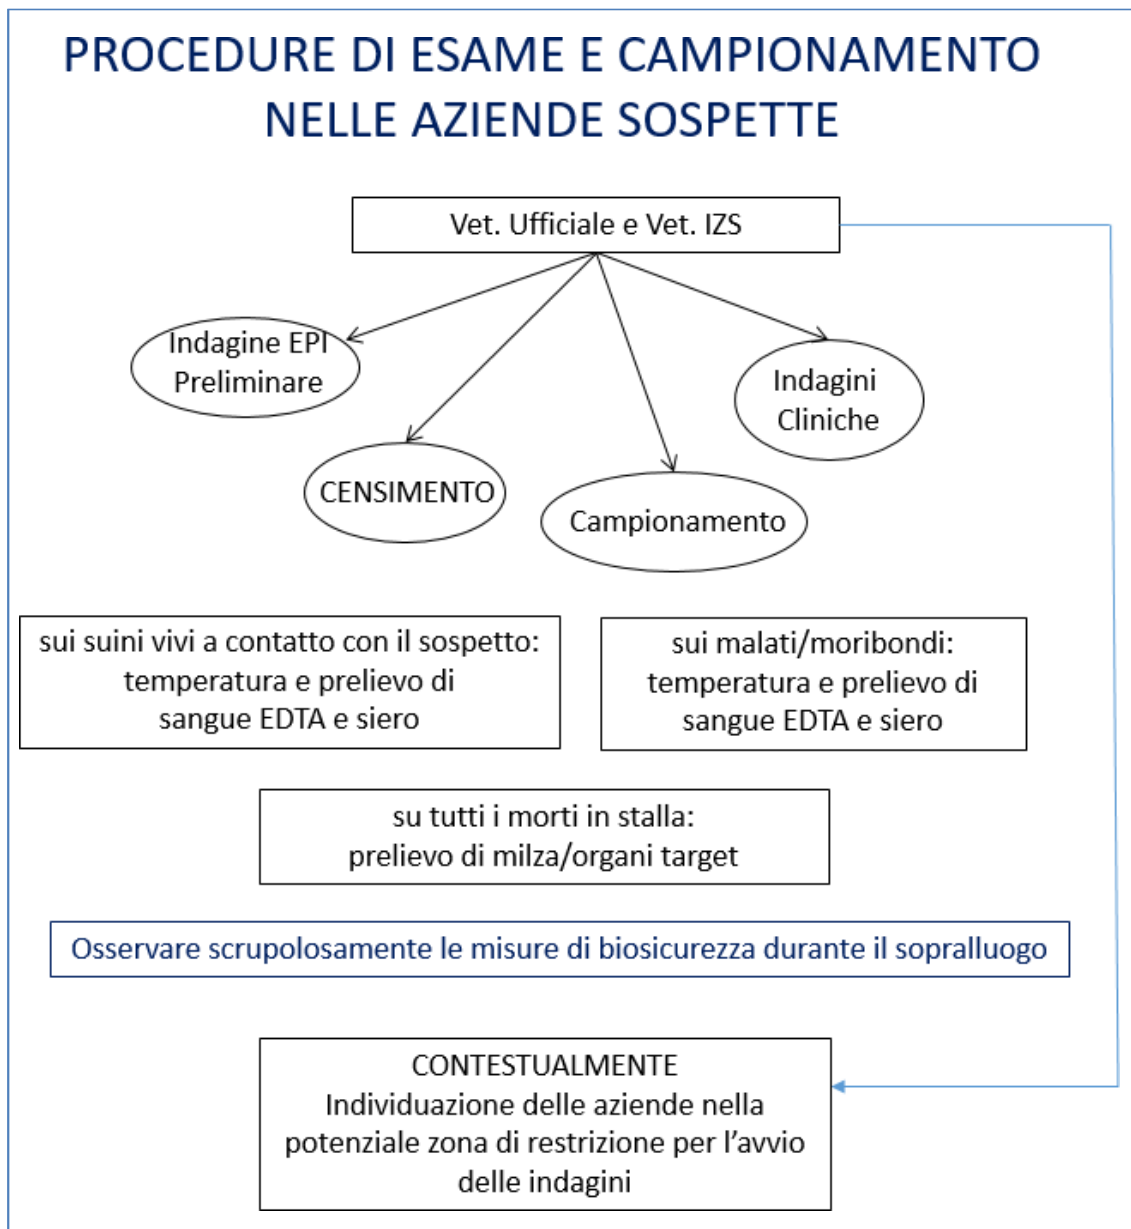 PROCEDURE DI ESAME E CAMPIONAMENTO
NELLE AZIENDE SOSPETTE
Vet. Ufficiale e Vet. IZS
Indagine EPI
Preliminare
Indagini
Cliniche
CENSIMENTO
Campionamento
sui suini vivi a contatto con il sospetto:
temperatura e prelievo di
sangue EDTA e siero
sui malati/moribondi:
temperatura e prelievo di
sangue EDTA e siero
su tutti i morti in stalla:
prelievo di milza/organi target
Osservare scrupolosamente le misure di biosicurezza durante il sopralluogo
CONTESTUALMENTE
Individuazione delle aziende nella
potenziale zona di restrizione per l’avvio
delle indagini